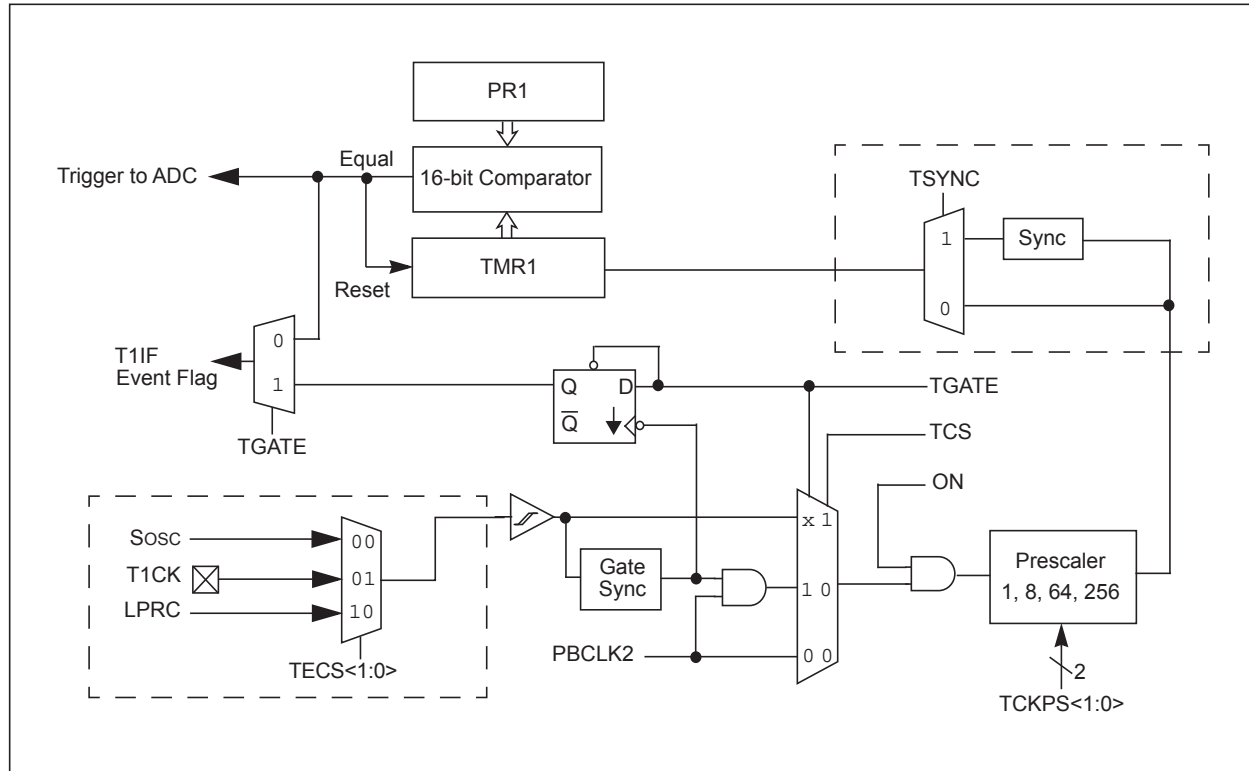 PR1
Equal
Trigger to ADC
16-bit Comparator
TSYNC
1
Sync
TMR1
Reset
0
0
T1IF
Event Flag
1
Q D
TGATE
Q
TCS
TGATE
ON
x 1
SOSC
00
Prescaler
1, 8, 64, 256
T1CK
01
Gate
Sync
1 0
LPRC
10
PBCLK2
0 0
TECS<1:0>
2
TCKPS<1:0>